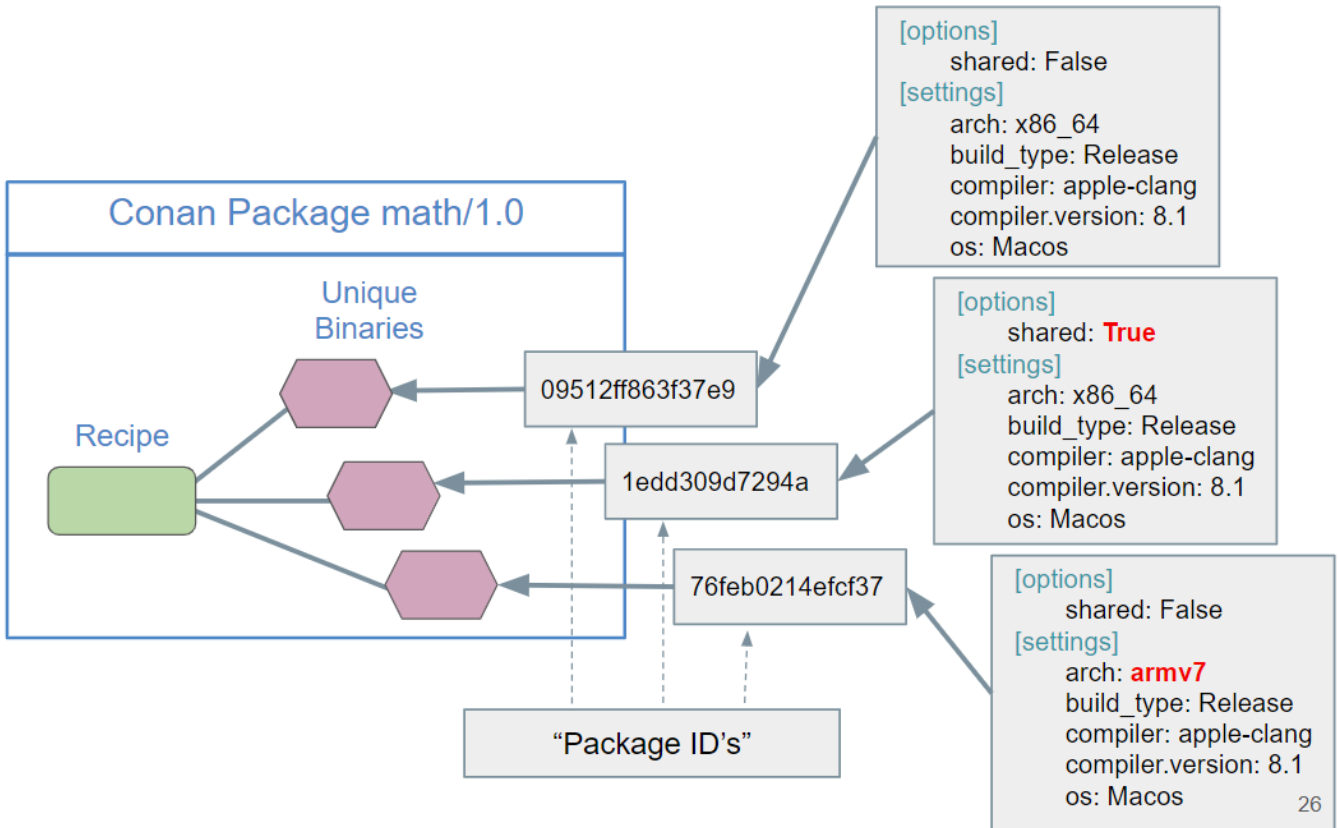 [options]
shared: False
[settings]
arch: x86_64
build_type: Release
compiler: apple-clang
compiler.version: 8.1
os: Macos
Conan Package math/1.0
Unique
Binaries
Recipe
09512ff863f37e9
1edd309d7294a
76feb0214efcf37
“Package ID’s”
[options]
shared: True
[settings]
arch: x86_64
build_type: Release
compiler: apple-clang
compiler.version: 8.1
os: Macos
[options]
shared: False
[settings]
arch: armv7
build_type: Release
compiler: apple-clang
compiler.version: 8.1
os: Macos
26